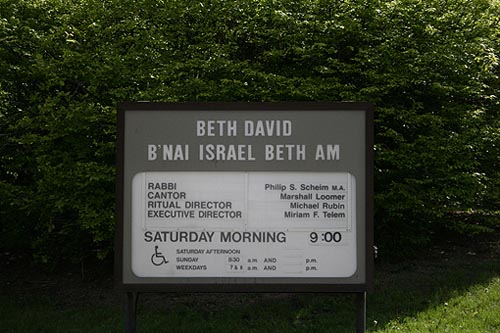 BETH DAVID
B'NAI ISRAEL BETH AM
RABBI Philip S. Scheim M.A.
CANTOR Marshall Loomer
RITUAL DIRECTOR Michael Rubin
EXECUTIVE DIRECTOR Miriam F. Telem
SATURDAY MORNING 9:00
SATURDAY AFTERNOON
SUNDAY 8:30 a.m. AND p.m.
WEEKDAYS a.m. AND p.m.